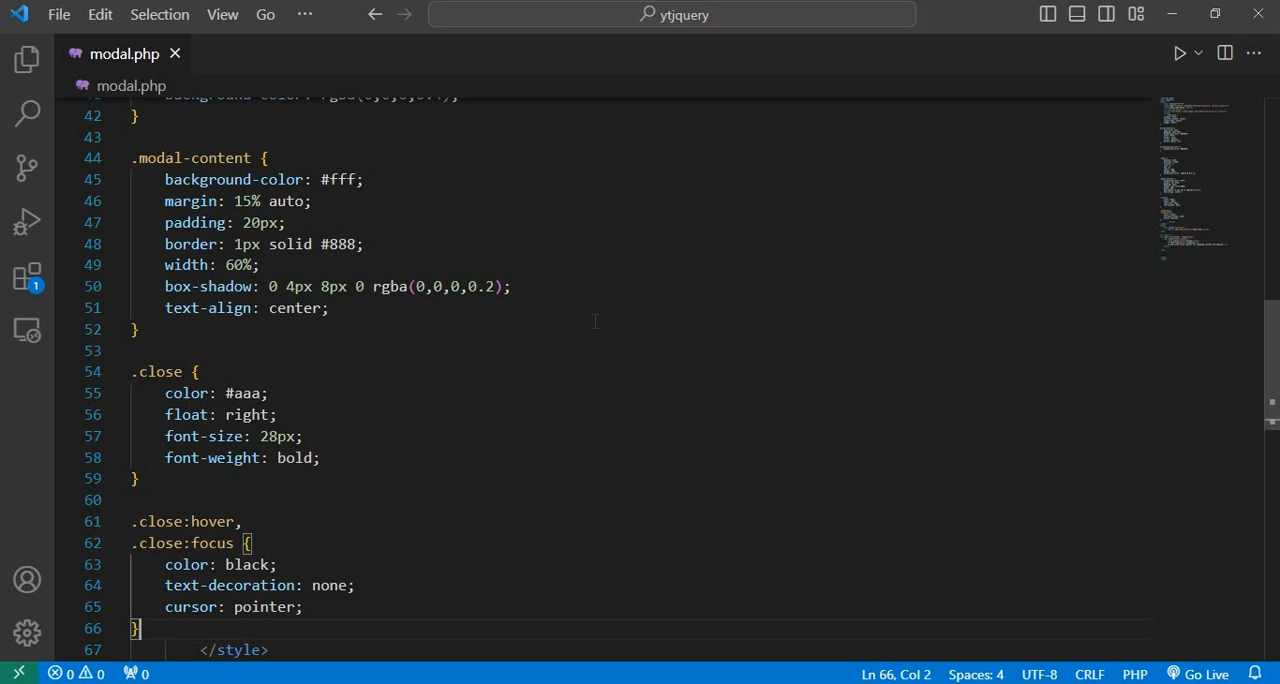 File Edit Selection View Go ··· ytjquery
modal.php
modal.php
42 }
43
44 .modal-content {
45 background-color: #fff;
46 margin: 15% auto;
47 padding: 20px;
48 border: 1px solid #888;
49 width: 60%;
50 box-shadow: 0 4px 8px 0 rgba(0,0,0,0.2);
51 text-align: center;
52 }
53
54 .close {
55 color: #aaa;
56 float: right;
57 font-size: 28px;
58 font-weight: bold;
59 }
60
61 .close:hover,
62 .close:focus {
63 color: black;
64 text-decoration: none;
65 cursor: pointer;
66 }
67 </style>
1
0 0 0 Ln 66, Col 2 Spaces: 4 UTF-8 CRLF PHP Go Live